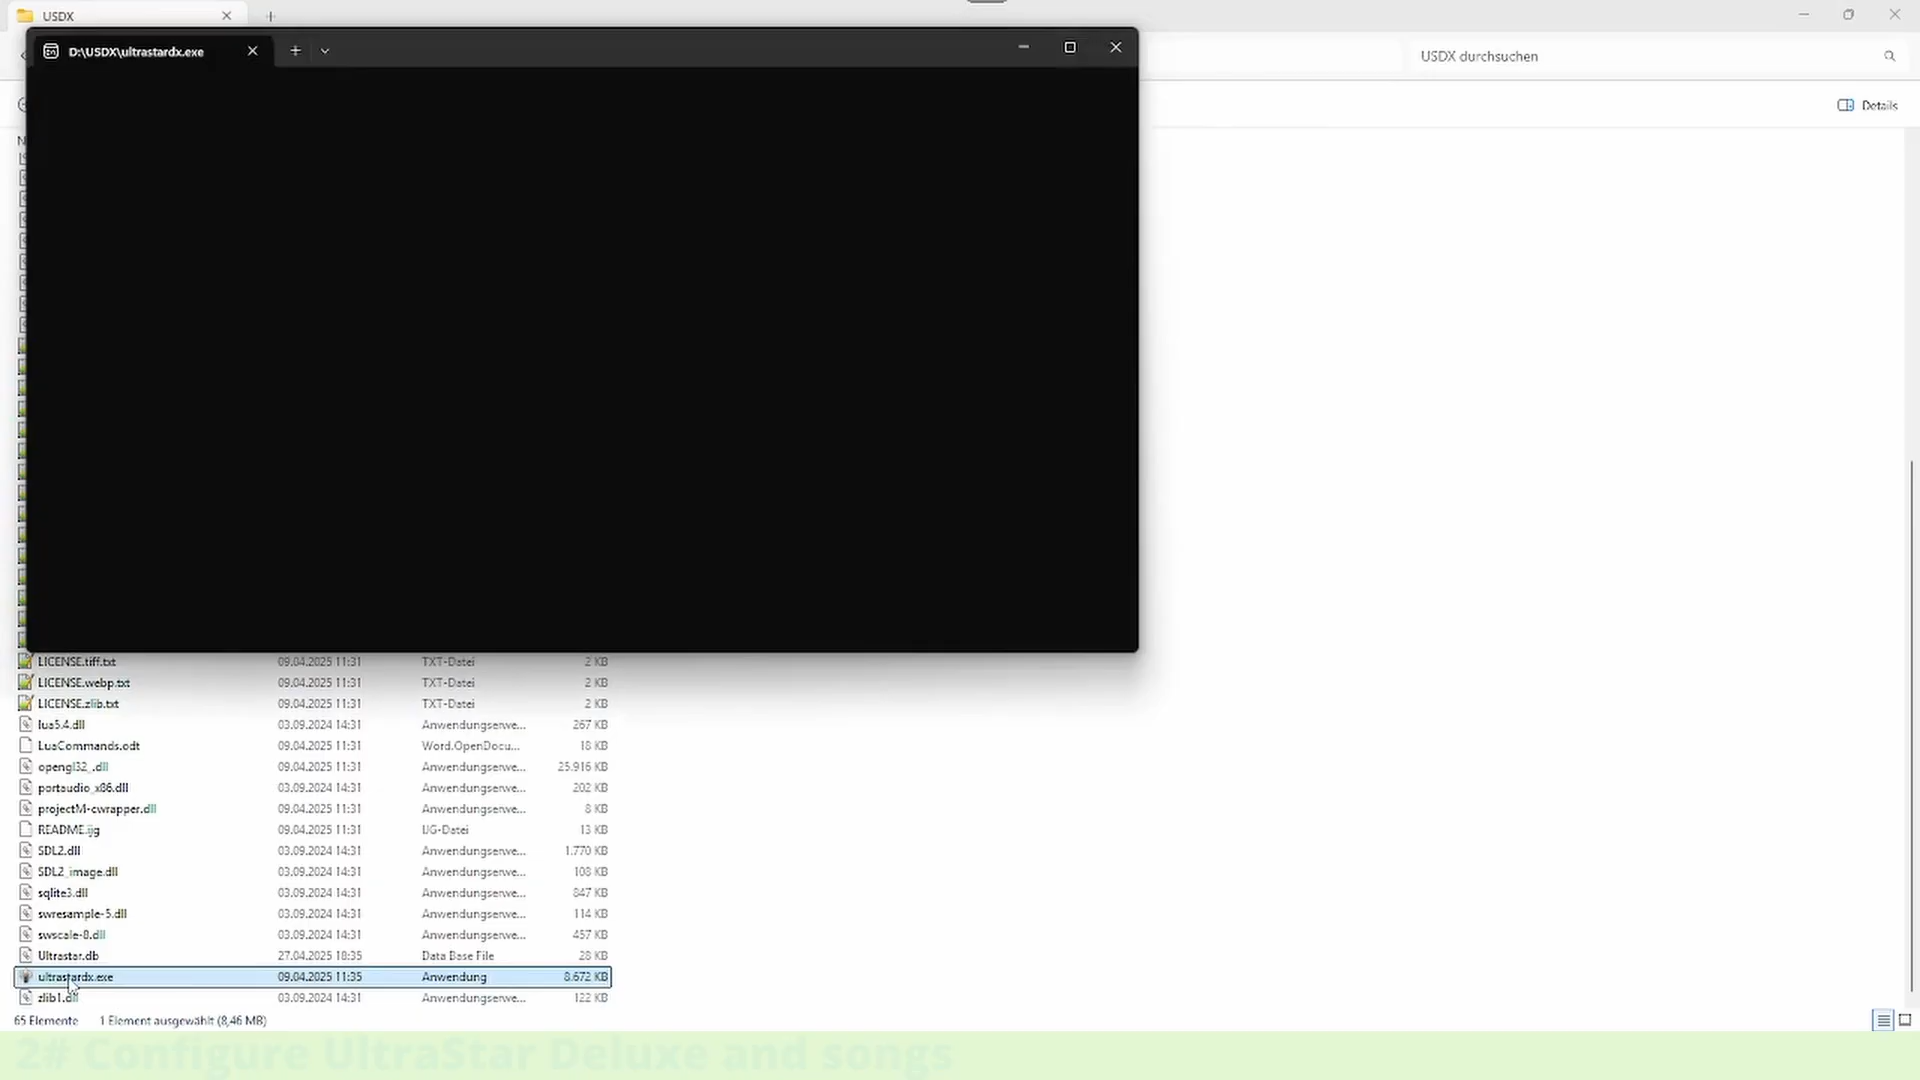 USDX
D:\USDX\ultrastardx.exe
USDX durchsuchen
Details
LICENSE.tiff.txt 09.04.2025 11:31 TXT-Datei 2 KB
LICENSE.webp.txt 09.04.2025 11:31 TXT-Datei 2 KB
LICENSE.zlib.txt 09.04.2025 11:31 TXT-Datei 2 KB
lua5.4.dll 03.09.2024 14:31 Anwendungserwe... 267 KB
LuaCommands.odt 09.04.2025 11:31 Word.OpenDocu... 18 KB
opengl32_.dll 09.04.2025 11:31 Anwendungserwe... 25.916 KB
portaudio_x86.dll 03.09.2024 14:31 Anwendungserwe... 202 KB
projectM-cwrapper.dll 09.04.2025 11:31 Anwendungserwe... 8 KB
README.ijg 09.04.2025 11:31 IJG-Datei 13 KB
SDL2.dll 03.09.2024 14:31 Anwendungserwe... 1.770 KB
SDL2_image.dll 03.09.2024 14:31 Anwendungserwe... 108 KB
sqlite3.dll 03.09.2024 14:31 Anwendungserwe... 847 KB
swresample-5.dll 03.09.2024 14:31 Anwendungserwe... 114 KB
swscale-8.dll 03.09.2024 14:31 Anwendungserwe... 457 KB
Ultrastar.db 27.04.2025 18:35 Data Base File 28 KB
ultrastardx.exe 09.04.2025 11:35 Anwendung 8.672 KB
zlib1.dll 03.09.2024 14:31 Anwendungserwe... 122 KB
65 Elemente 1 Element ausgewählt (8,46 MB)
2# Configure UltraStar Deluxe and songs